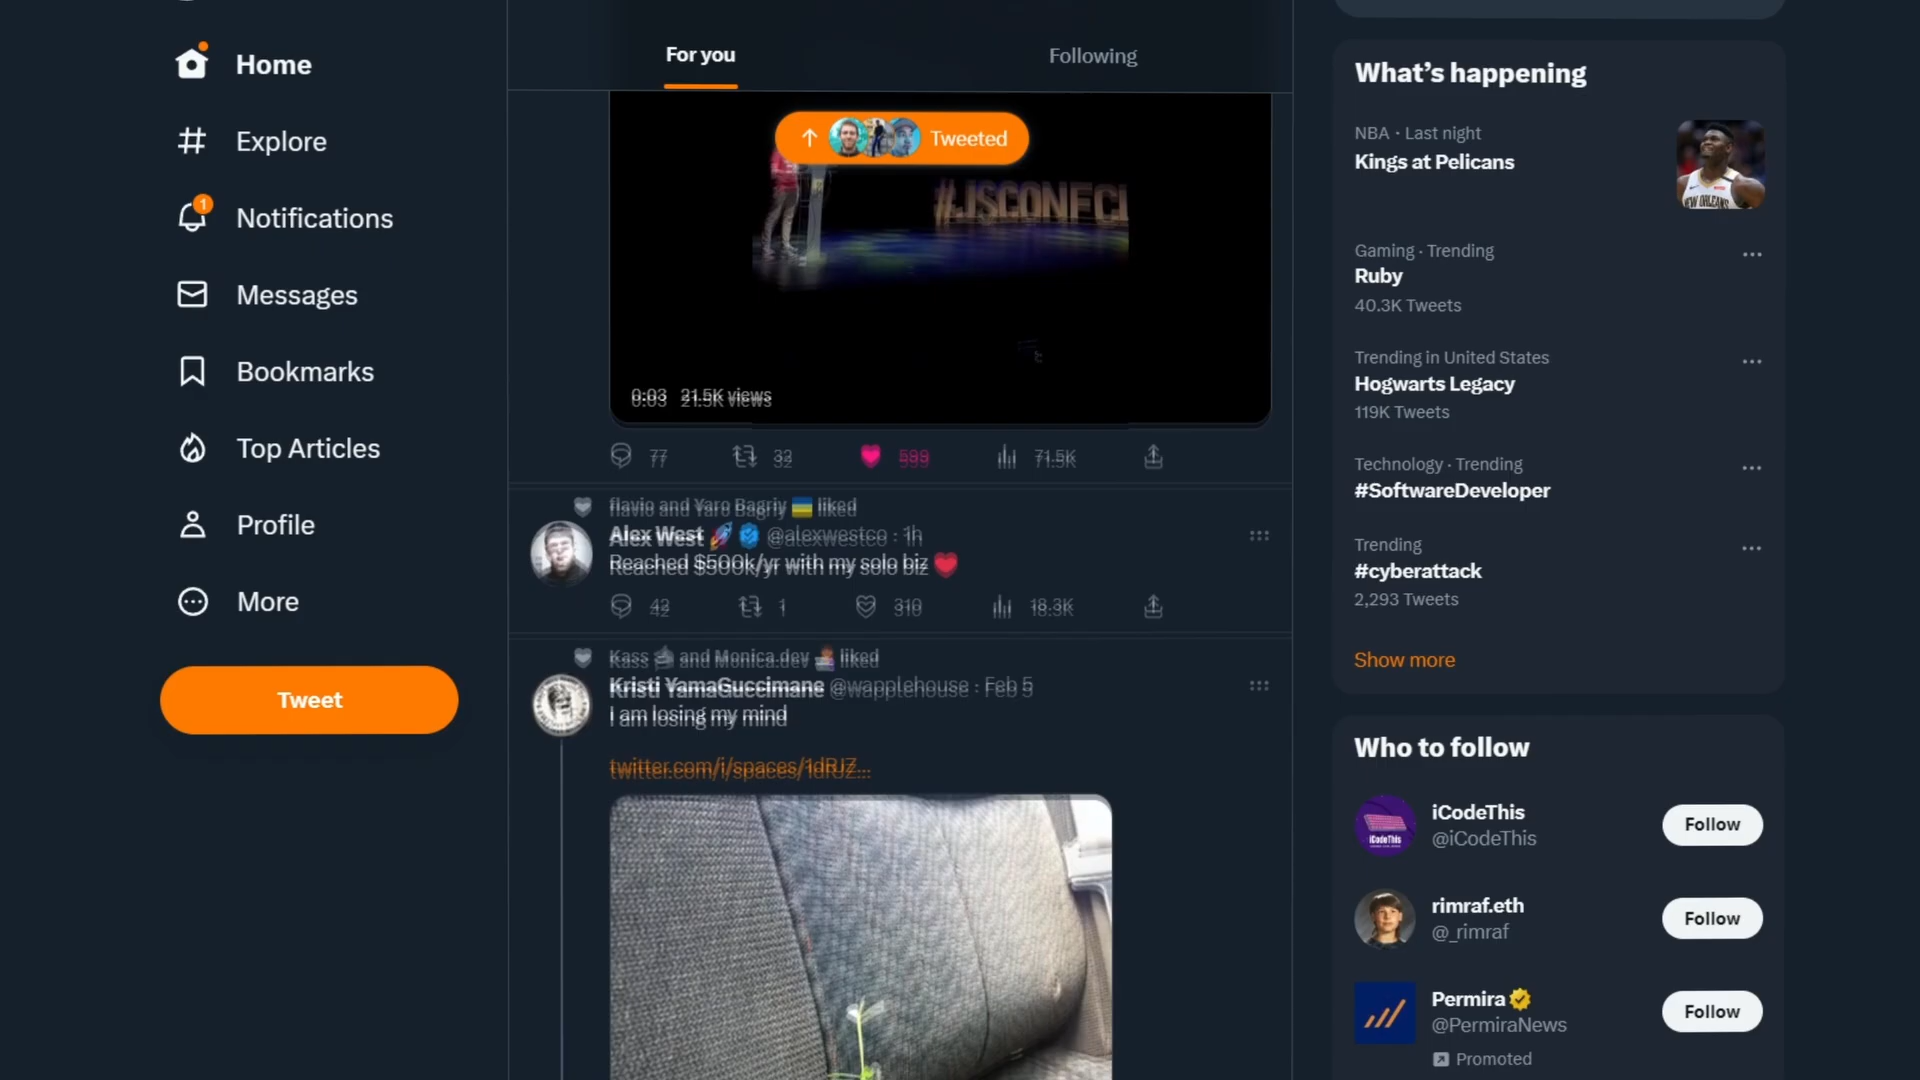 Home
Explore
1
Notifications
Messages
Bookmarks
Top Articles
Profile
More
Tweet
For you
Following
Tweeted
#JSCONFCL
0:03 21.5K views
77 32 599 71.5K
flavio and Yaro Bagriy 🇺🇦 liked
Alex West 🚀 @alexwestco · 1h
Reached $500k/yr with my solo biz ❤️
42 1 310 18.3K
Kass and Monica.dev liked
Kristi YamaGuccimane @wapplehouse · Feb 5
I am losing my mind
twitter.com/i/spaces/1dRJZ...
What's happening
NBA · Last night
Kings at Pelicans
NEW ORLEANS
Gaming · Trending
Ruby
40.3K Tweets
Trending in United States
Hogwarts Legacy
119K Tweets
Technology · Trending
#SoftwareDeveloper
Trending
#cyberattack
2,293 Tweets
Show more
Who to follow
iCodeThis
iCodeThis
@iCodeThis
Follow
rimraf.eth
@_rimraf
Follow
Permira
@PermiraNews
Follow
Promoted